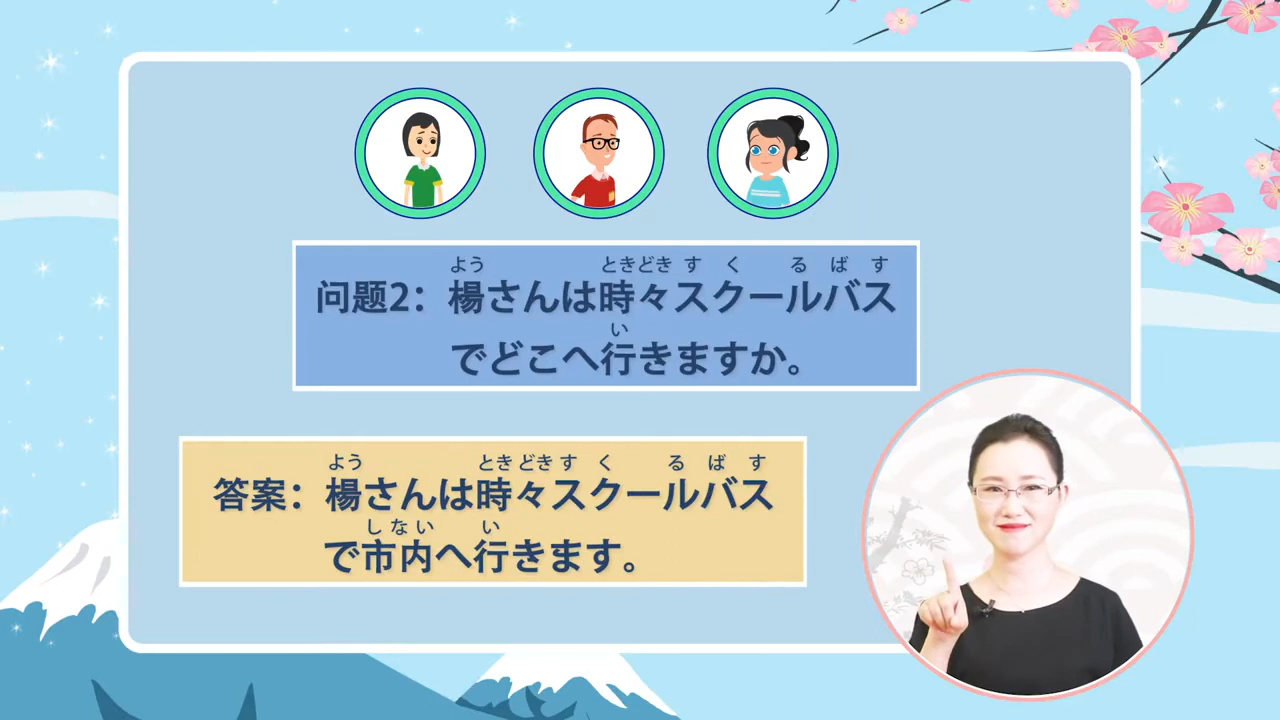 よう ときどき す く る ば す
问题2：楊さんは時々スクールバス
い
でどこへ行きますか。
よう ときどき す く る ば す
答案：楊さんは時々スクールバス
しない い
で市内へ行きます。